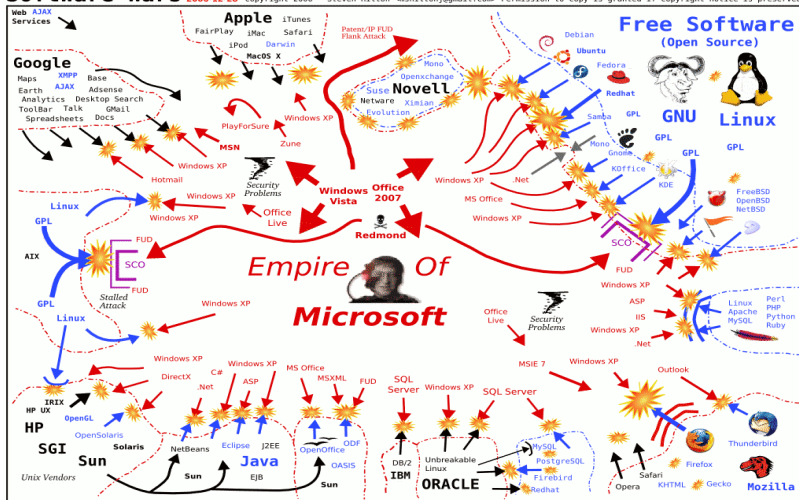 Software Wars 2006-12-28 Copyright 2006
Web AJAX
Services
Google
Maps XMPP Base
Earth AJAX Adsense
Analytics Desktop Search
ToolBar Talk GMail
Spreadsheets Docs
Apple iTunes
FairPlay iMac Safari
iPod Darwin
MacOS X
Patent/IP FUD
Flank Attack
Mono
Openxchange
Suse Novell
Netware Ximian
Evolution
Free Software
(Open Source)
Debian
Ubuntu
Fedora
Redhat
Samba
GPL
GNU Linux
Mono
Gnome
KOffice
KDE
GPL
GPL
GPL
FreeBSD
OpenBSD
NetBSD
Windows XP
PlayForSure
Zune
MSN
Windows XP
Hotmail
Security
Problems
Windows
Vista
Office
2007
Windows XP
.Net
MS Office
Windows XP
Redmond
Linux
GPL
AIX
GPL
Linux
Windows XP
Windows XP
Office
Live
FUD
SCO
FUD
Stalled
Attack
Windows XP
Empire Of
Microsoft
SCO
FUD
Windows XP
ASP
IIS
Windows XP
.Net
Linux Perl
Apache PHP
MySQL Python
Ruby
Office
Live
Security
Problems
MSIE 7
Windows XP
Outlook
Windows XP
DirectX
.Net
C#
Windows XP
ASP
MS Office
MSXML
FUD
SQL
Server
Windows XP
SQL Server
IRIX
HP UX
OpenGL
HP
OpenSolaris
SGI
Solaris
Sun
Unix Vendors
NetBeans
Eclipse
J2EE
Java
Sun
EJB
OpenOffice
ODF
OASIS
Sun
DB/2
IBM
Unbreakable
Linux
ORACLE
MySQL
PostgreSQL
Firebird
Redhat
Opera
Safari
Firefox
KHTML
Gecko
Thunderbird
Mozilla